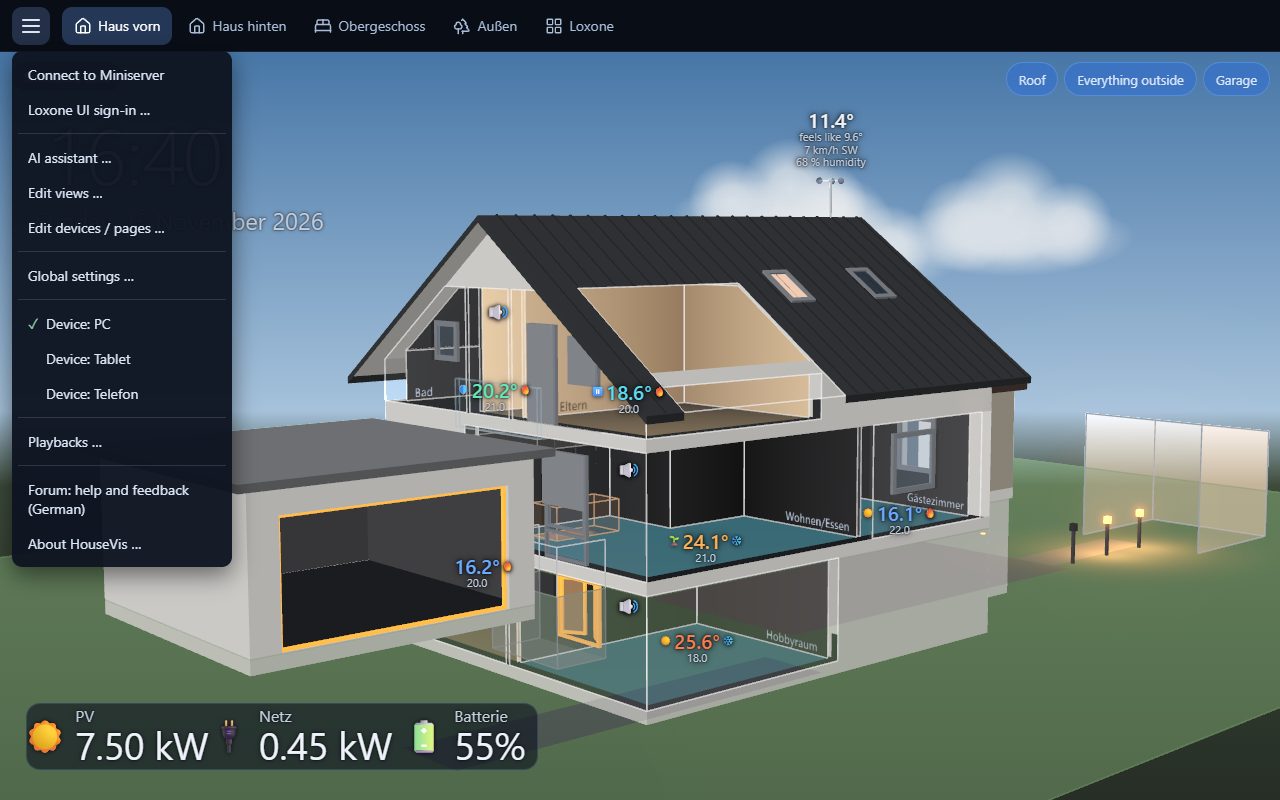 Haus vorn
Haus hinten
Obergeschoss
Außen
Loxone
Connect to Miniserver
Loxone UI sign-in ...
AI assistant ...
Edit views ...
Edit devices / pages ...
Global settings ...
✓ Device: PC
Device: Tablet
Device: Telefon
Playbacks ...
Forum: help and feedback
(German)
About HouseVis ...
16:40
November 2026
Roof
Everything outside
Garage
11.4°
feels like 9.6°
7 km/h SW
68 % humidity
Bad
20.2°
21.0
Eltern
18.6°
20.0
Wohnen/Essen
24.1°
21.0
Gästezimmer
16.1°
22.0
16.2°
20.0
Hobbyraum
25.6°
18.0
PV
7.50 kW
Netz
0.45 kW
Batterie
55%